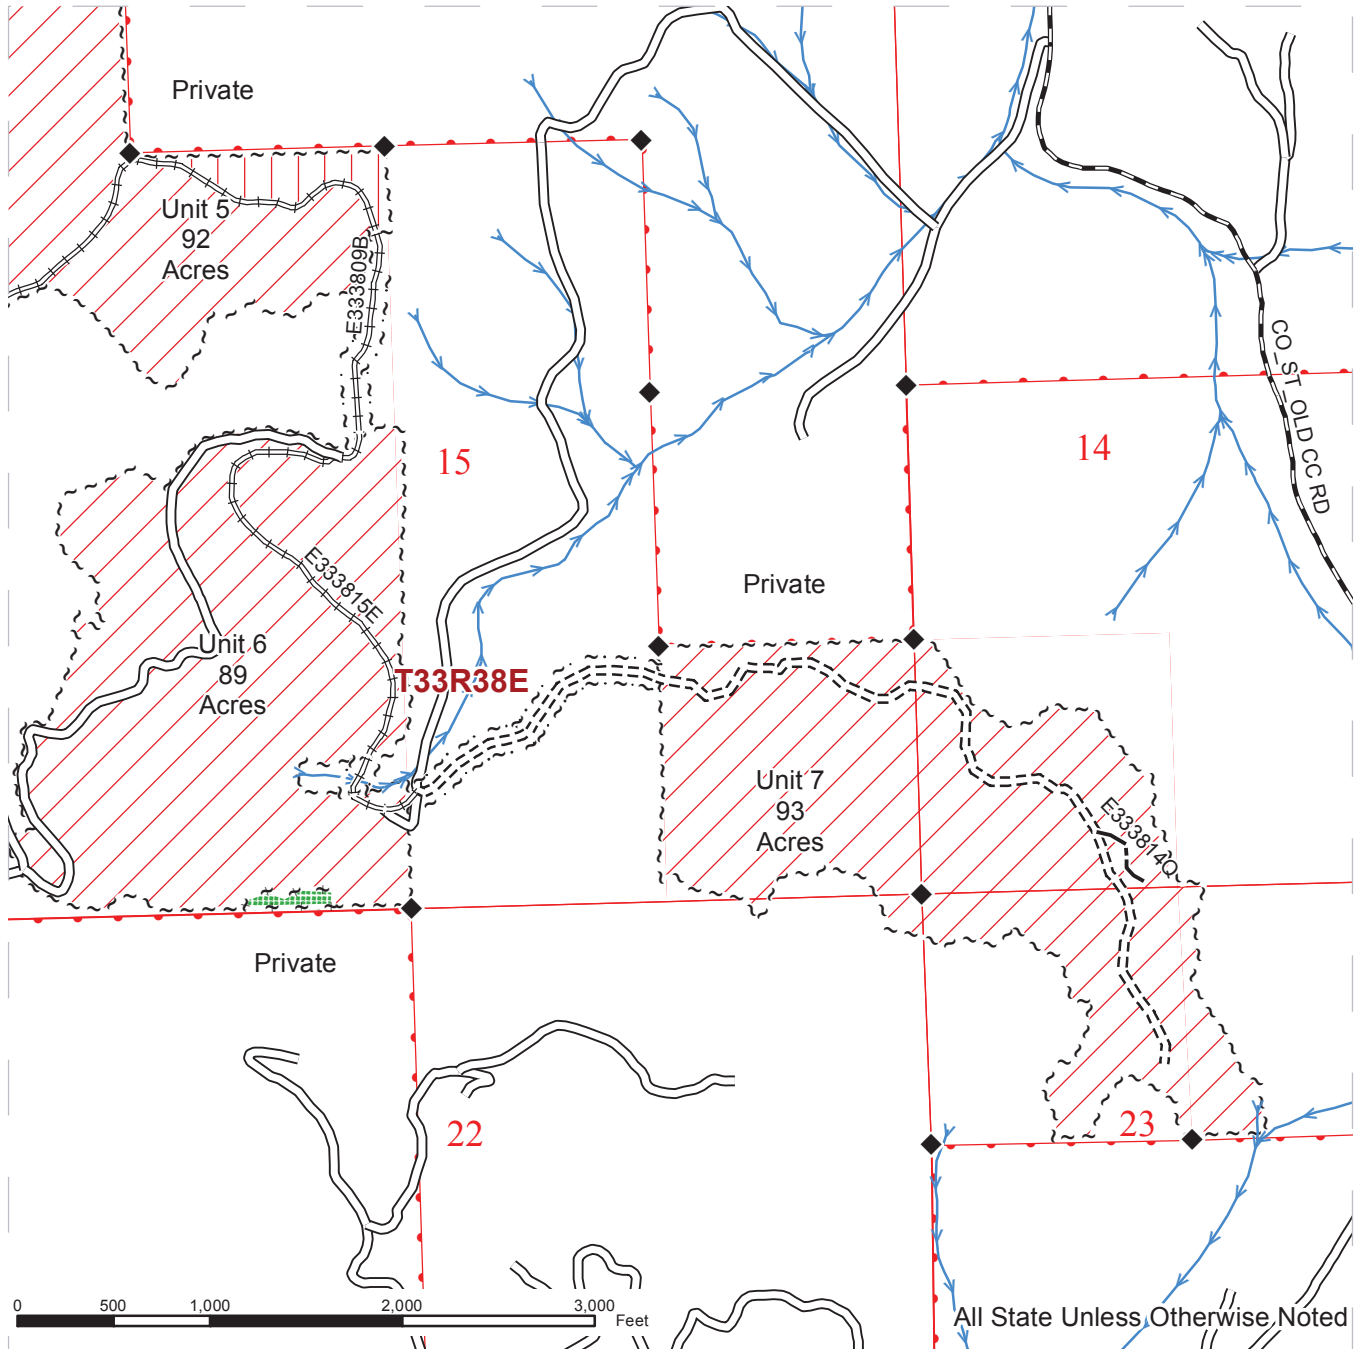 Private
Unit 5
92
Acres
E333809B
CO_ST_OLD CC RD
15
14
E333815E
Private
Unit 6
89
Acres
T33R38E
Unit 7
93
Acres
E333814Q
Private
22
23
0 500 1,000 2,000 3,000
Feet
All State Unless Otherwise Noted